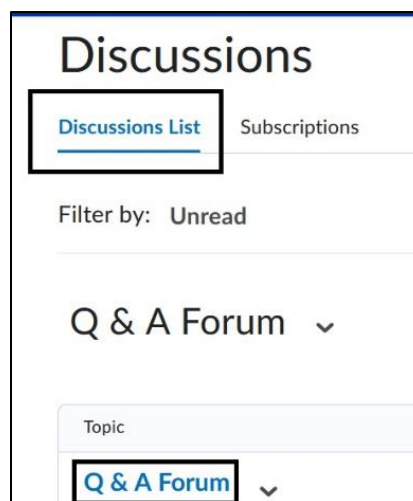 Discussions
Discussions List Subscriptions
Filter by: Unread
Q & A Forum
Topic
Q & A Forum